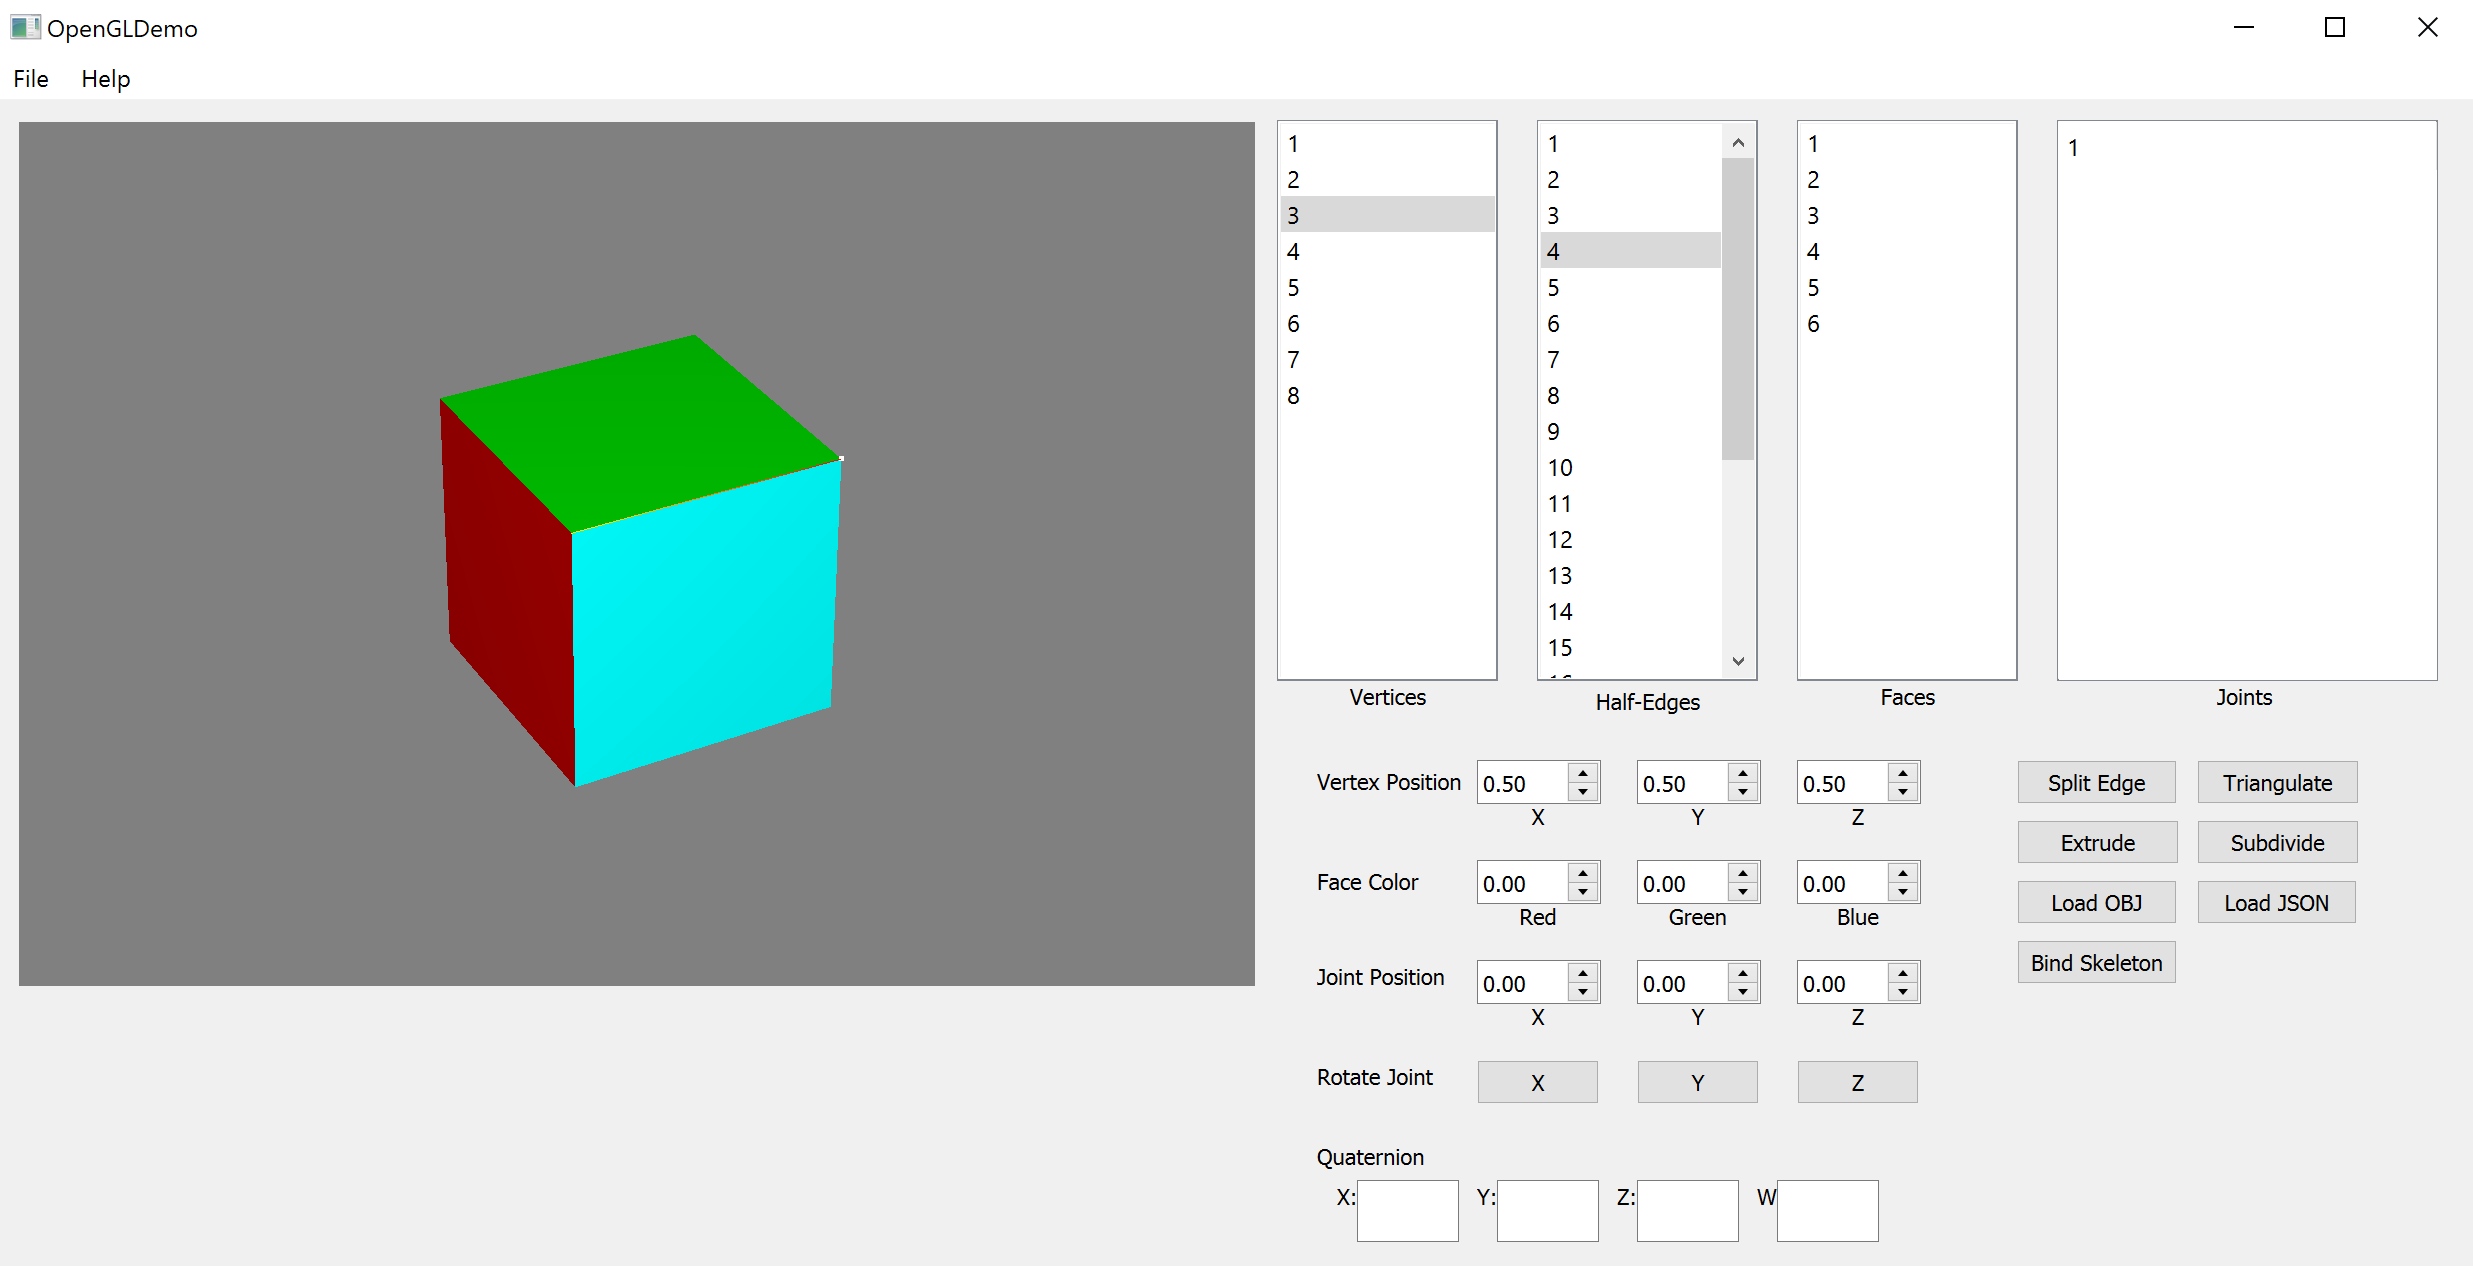 OpenGLDemo
File Help
1
2
3
4
5
6
7
8
Vertices
1
2
3
4
5
6
7
8
9
10
11
12
13
14
15
Half-Edges
1
2
3
4
5
6
Faces
1
Joints
Vertex Position 0.50 0.50 0.50
X Y Z
Face Color 0.00 0.00 0.00
Red Green Blue
Joint Position 0.00 0.00 0.00
X Y Z
Rotate Joint X Y Z
Quaternion
X: Y: Z: W
Split Edge Triangulate
Extrude Subdivide
Load OBJ Load JSON
Bind Skeleton